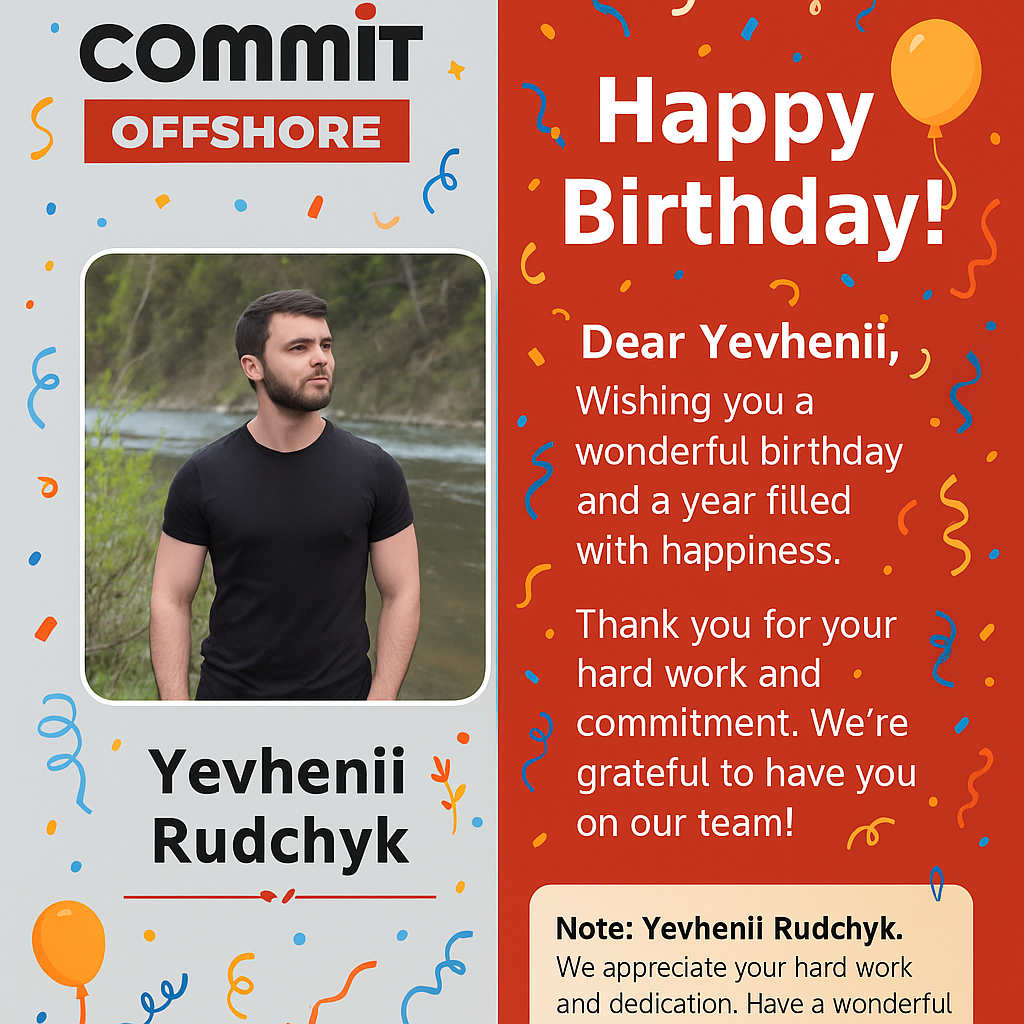 commit
OFFSHORE
Yevhenii
Rudchyk
Happy
Birthday!
Dear Yevhenii,
Wishing you a
wonderful birthday
and a year filled
with happiness.
Thank you for your
hard work and
commitment. We’re
grateful to have you
on our team!
Note: Yevhenii Rudchyk.
We appreciate your hard work
and dedication. Have a wonderful